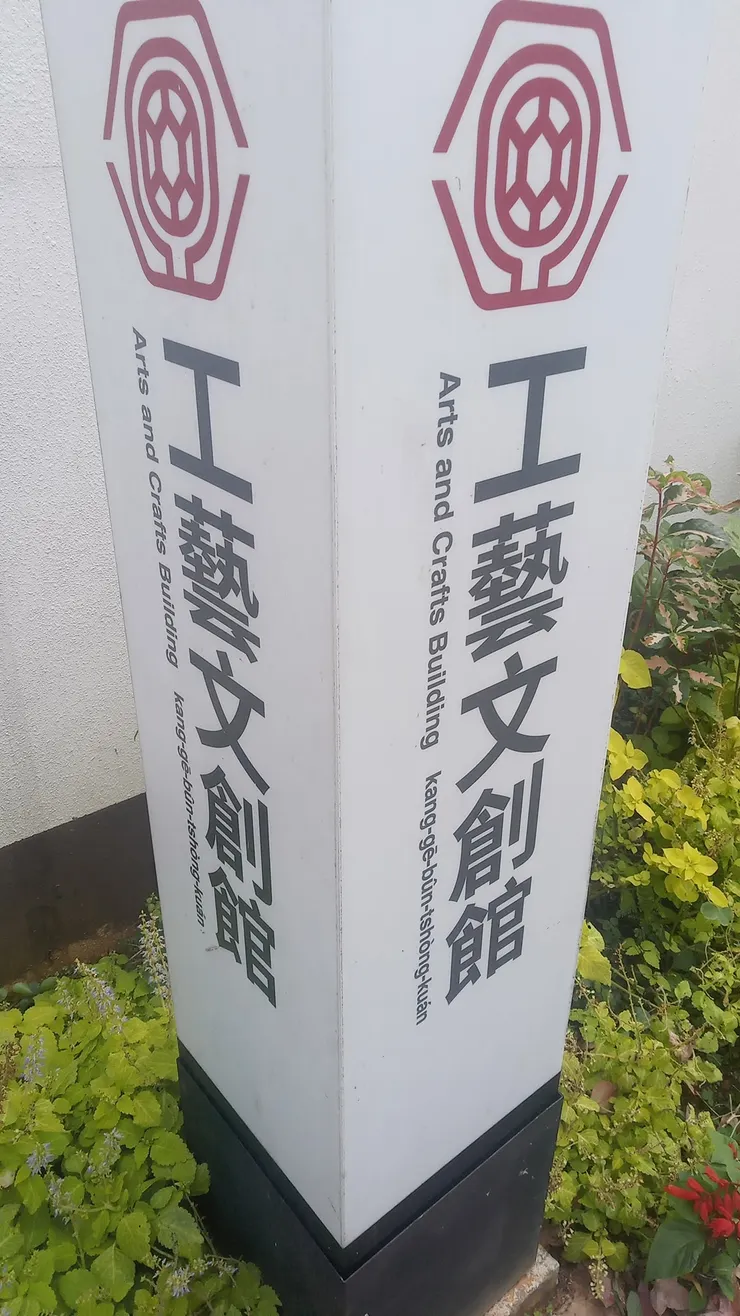 工藝文創館
Arts and Crafts Building kang-gē-bûn-tshòng-kuán
工藝文創館
Arts and Crafts Building kang-gē-bûn-tshòng-kuán